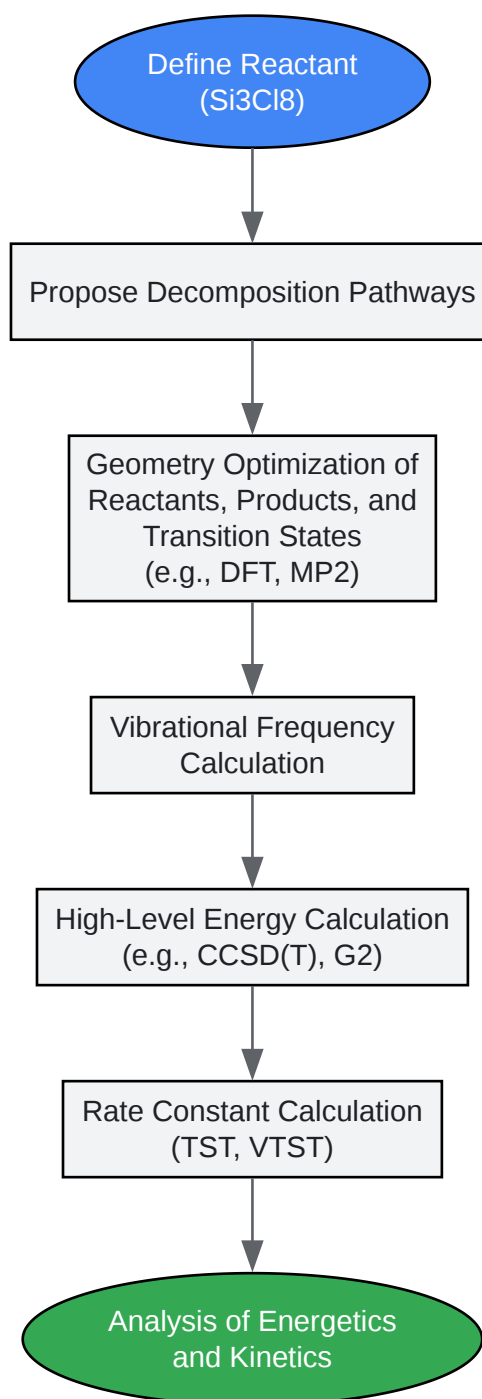 Define Reactant
(Si3Cl8)
Propose Decomposition Pathways
Geometry Optimization of
Reactants, Products, and
Transition States
(e.g., DFT, MP2)
Vibrational Frequency
Calculation
High-Level Energy Calculation
(e.g., CCSD(T), G2)
Rate Constant Calculation
(TST, VTST)
Analysis of Energetics
and Kinetics